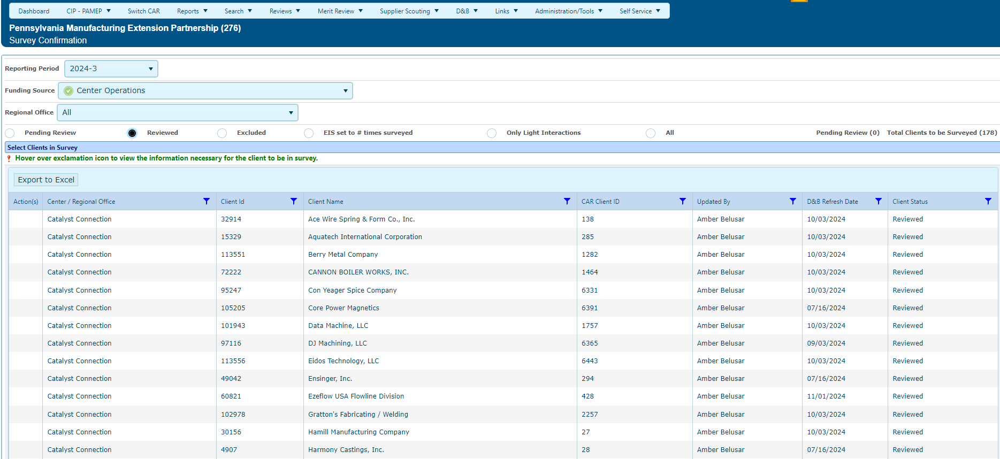 Dashboard CIP - PAMEP Switch CAR Reports Search Reviews Merit Review Supplier Scouting D&B Links Administration/Tools Self Service
Pennsylvania Manufacturing Extension Partnership (276)
Survey Confirmation
Reporting Period 2024-3
Funding Source Center Operations
Regional Office All
Pending Review Reviewed Excluded EIS set to # times surveyed Only Light Interactions All Pending Review (0) Total Clients to be Surveyed (178)
Select Clients in Survey
Hover over exclamation icon to view the information necessary for the client to be in survey.
Export to Excel
Action(s) Center / Regional Office Client Id Client Name CAR Client ID Updated By D&B Refresh Date Client Status
Catalyst Connection 32914 Ace Wire Spring & Form Co., Inc. 138 Amber Belusar 10/03/2024 Reviewed
Catalyst Connection 15329 Aquatech International Corporation 285 Amber Belusar 10/03/2024 Reviewed
Catalyst Connection 113551 Berry Metal Company 1282 Amber Belusar 10/03/2024 Reviewed
Catalyst Connection 72222 CANNON BOILER WORKS, INC. 1464 Amber Belusar 10/03/2024 Reviewed
Catalyst Connection 95247 Con Yeager Spice Company 6331 Amber Belusar 10/03/2024 Reviewed
Catalyst Connection 105205 Core Power Magnetics 6391 Amber Belusar 07/16/2024 Reviewed
Catalyst Connection 101943 Data Machine, LLC 1757 Amber Belusar 10/03/2024 Reviewed
Catalyst Connection 97116 DJ Machining, LLC 6365 Amber Belusar 09/03/2024 Reviewed
Catalyst Connection 113556 Eidos Technology, LLC 6443 Amber Belusar 10/03/2024 Reviewed
Catalyst Connection 49042 Ensinger, Inc. 294 Amber Belusar 07/16/2024 Reviewed
Catalyst Connection 60821 Ezeflow USA Flowline Division 428 Amber Belusar 11/01/2024 Reviewed
Catalyst Connection 102978 Gratton's Fabricating / Welding 2257 Amber Belusar 10/03/2024 Reviewed
Catalyst Connection 30156 Hamill Manufacturing Company 27 Amber Belusar 10/03/2024 Reviewed
Catalyst Connection 4907 Harmony Castings, Inc. 28 Amber Belusar 07/16/2024 Reviewed